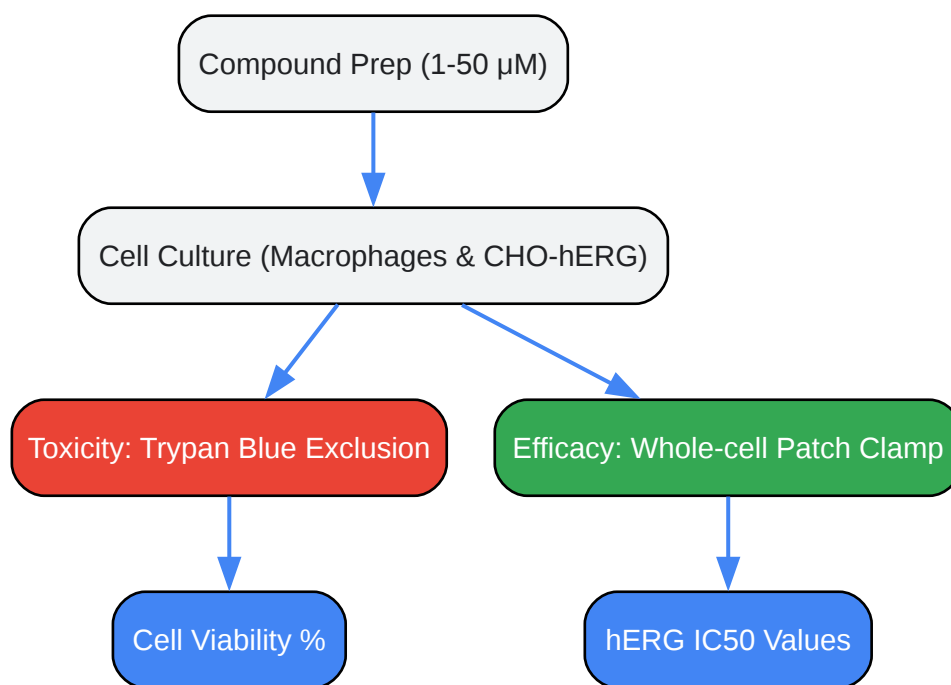 Compound Prep (1-50 μM)
Cell Culture (Macrophages & CHO-hERG)
Toxicity: Trypan Blue Exclusion
Efficacy: Whole-cell Patch Clamp
Cell Viability %
hERG IC50 Values